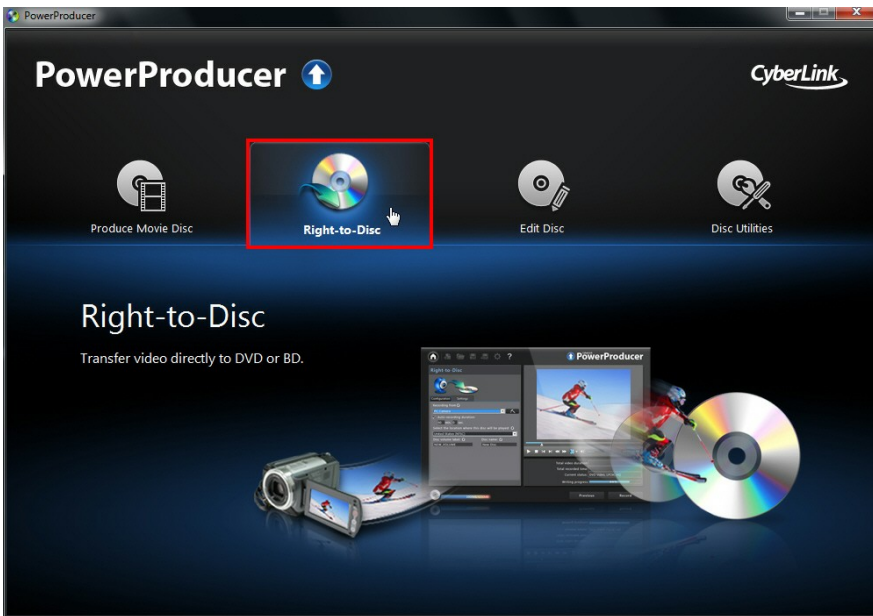 PowerProducer
PowerProducer
CyberLink
Produce Movie Disc
Right-to-Disc
Edit Disc
Disc Utilities
Right-to-Disc
Transfer video directly to DVD or BD.
PowerProducer
Right-to-Disc